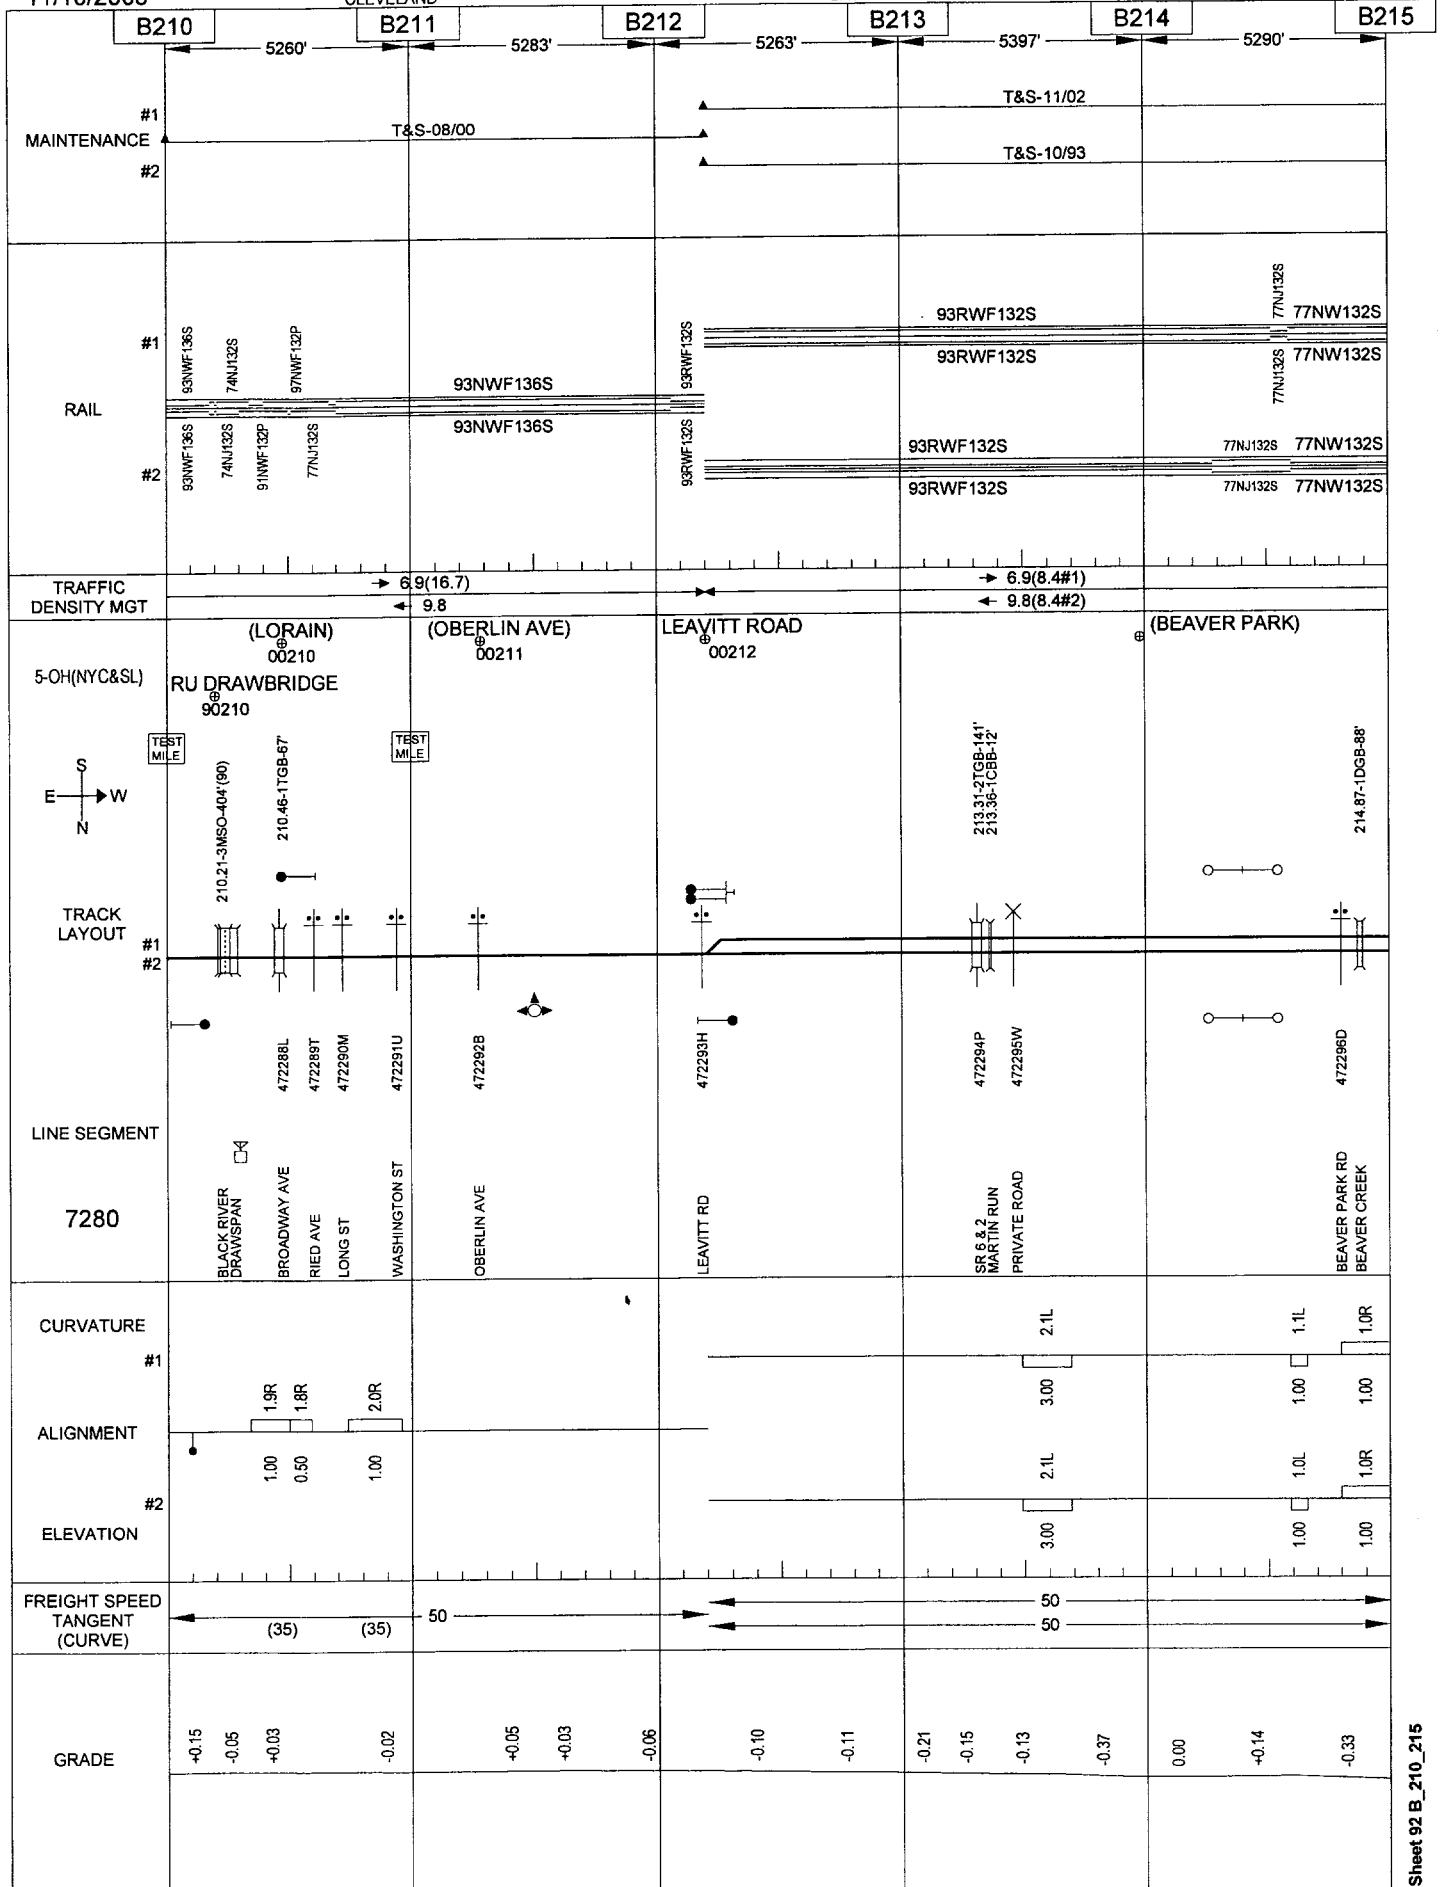 CLEVELAND
B210 B211 B212 B213 B214 B215
5260' 5283' 5263' 5397' 5290'
#1 T&S-11/02
MAINTENANCE T&S-08/00
#2 T&S-10/93
93RWF132S 77NJ132S 77NW132S
#1 93NWF136S 74NJ132S 97NWF132P 93NWF136S 93RWF132S 93RWF132S 77NJ132S 77NW132S
RAIL
93NWF136S 74NJ132S 91NWF132P 77NJ132S 93NWF136S 93RWF132S
#2 93RWF132S 77NJ132S 77NW132S
93RWF132S 77NJ132S 77NW132S
TRAFFIC 6.9(16.7) 6.9(8.4#1)
DENSITY MGT 9.8 9.8(8.4#2)
(LORAIN) (OBERLIN AVE) LEAVITT ROAD (BEAVER PARK)
00210 00211 00212
5-OH(NYC&SL) RU DRAWBRIDGE
90210
TEST
MILE
TEST
MILE
S
E W
N
210.21-3MSO-404'(90)
210.46-1TGB-67'
213.31-2TGB-141'
213.36-1CBB-12'
214.87-1DGB-88'
TRACK
LAYOUT
#1
#2
472288L
472289T
472290M
472291U
472292B
472293H
472294P
472295W
472296D
LINE SEGMENT
7280
BLACK RIVER
DRAWSPAN
BROADWAY AVE
RIED AVE
LONG ST
WASHINGTON ST
OBERLIN AVE
LEAVITT RD
SR 6 & 2
MARTIN RUN
PRIVATE ROAD
BEAVER PARK RD
BEAVER CREEK
CURVATURE 2.1L 1.1L 1.0R
#1
1.9R 1.8R 2.0R 3.00 1.00 1.00
ALIGNMENT
1.00 0.50 1.00 2.1L 1.0L 1.0R
#2
ELEVATION 3.00 1.00 1.00
FREIGHT SPEED 50
TANGENT 50
(CURVE) (35) (35) 50
GRADE +0.15 -0.05 +0.03 -0.02 +0.05 +0.03 -0.06 -0.10 -0.11 -0.21 -0.15 -0.13 -0.37 0.00 +0.14 -0.33
Sheet 92 B_210_215